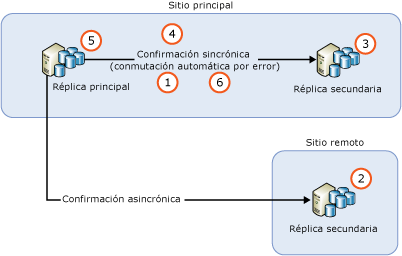 Sitio principal
5
4
3
Confirmación sincrónica
(conmutación automática por error)
Réplica principal
1
6
Réplica secundaria
Sitio remoto
2
Confirmación asincrónica
Réplica secundaria